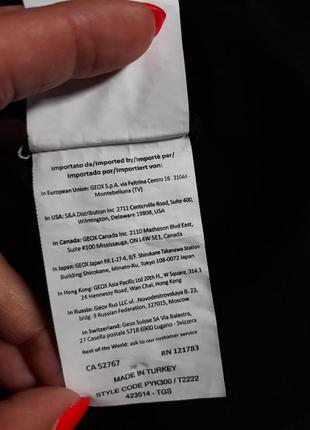 Importato da/Imported by/Importé par/
Importado por/Importiert von:
In European Union: GEOX S.p.A. via Feltrina Centro 16 31044 -
Montebelluna (TV)
In USA: S&A Distribution Inc 2711 Centerville Road, Suite 400,
Wilmington, Delaware 19808, USA
In Canada: GEOX Canada Inc. 2110 Matheson Blvd East,
Suite #100 Mississauga, ON L4W 5E1, Canada
In Japan: GEOX Japan KK 1-17-6, 8/F. Shirokane Takanawa Station
Building Shirokane, Minato-Ku, Tokyo 108-0072 Japan
In Hong Kong: GEOX Asia Pacific Ltd 20th Fl., W Square, 314-3
24 Hennessy Road, Wan Chai, Hong Kong
In Russia: Geox Rus LLC ul. Novodmitrovskaya B. 23,
bldg. 3 Russian Federation, 127015, Moscow
In Switzerland: Geox Suisse SA Via Balestra
27 Casella postale 5718 6900 Lugano - Svizzera
Rest of the World: ask to our customer service
CA 52767 RN 121783
MADE IN TURKEY
STYLE CODE PYK300 / T2222
423514 - TGS